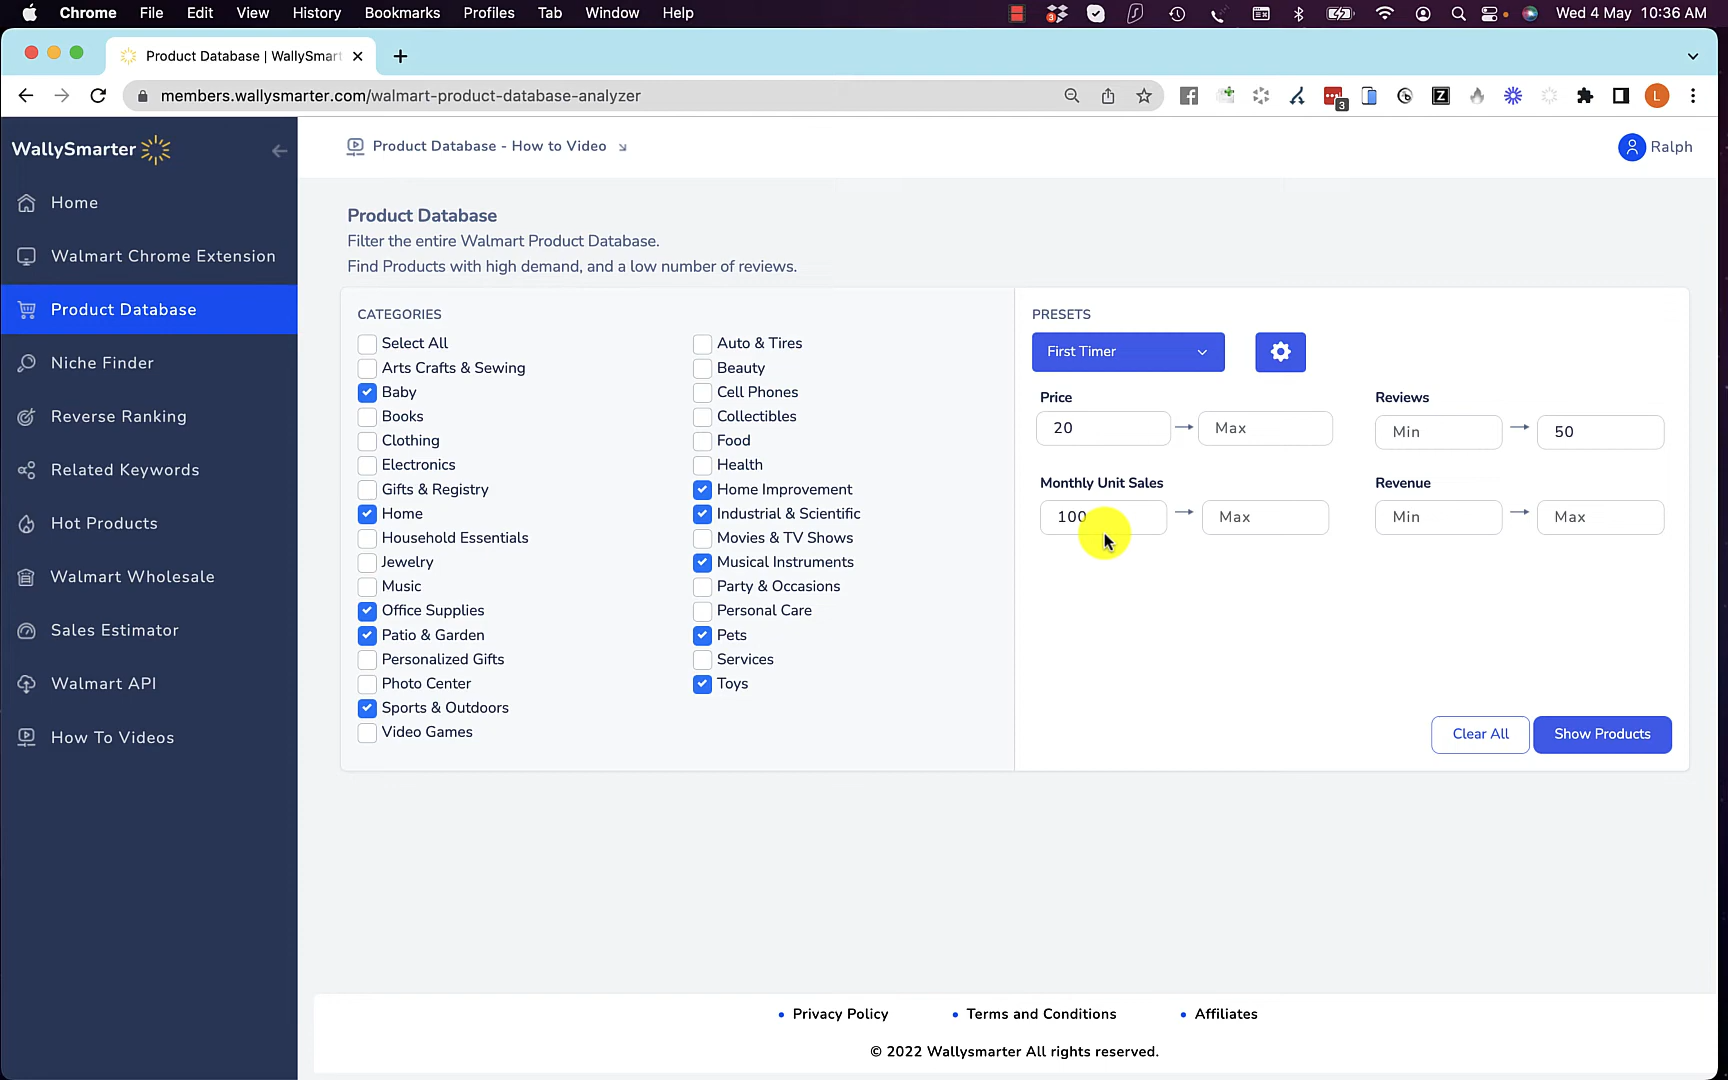 Chrome File Edit View History Bookmarks Profiles Tab Window Help
3
Wed 4 May 10:36 AM
Product Database | WallySmart
members.wallysmarter.com/walmart-product-database-analyzer
3
Z
L
WallySmarter
Product Database - How to Video
Ralph
Home
Walmart Chrome Extension
Product Database
Niche Finder
Reverse Ranking
Related Keywords
Hot Products
Walmart Wholesale
Sales Estimator
Walmart API
How To Videos
Product Database
Filter the entire Walmart Product Database.
Find Products with high demand, and a low number of reviews.
CATEGORIES
Select All
Arts Crafts & Sewing
Baby
Books
Clothing
Electronics
Gifts & Registry
Home
Household Essentials
Jewelry
Music
Office Supplies
Patio & Garden
Personalized Gifts
Photo Center
Sports & Outdoors
Video Games
Auto & Tires
Beauty
Cell Phones
Collectibles
Food
Health
Home Improvement
Industrial & Scientific
Movies & TV Shows
Musical Instruments
Party & Occasions
Personal Care
Pets
Services
Toys
PRESETS
First Timer
Price
20 Max
Reviews
Min 50
Monthly Unit Sales
100 Max
Revenue
Min Max
Clear All Show Products
Privacy Policy Terms and Conditions Affiliates
© 2022 Wallysmarter All rights reserved.